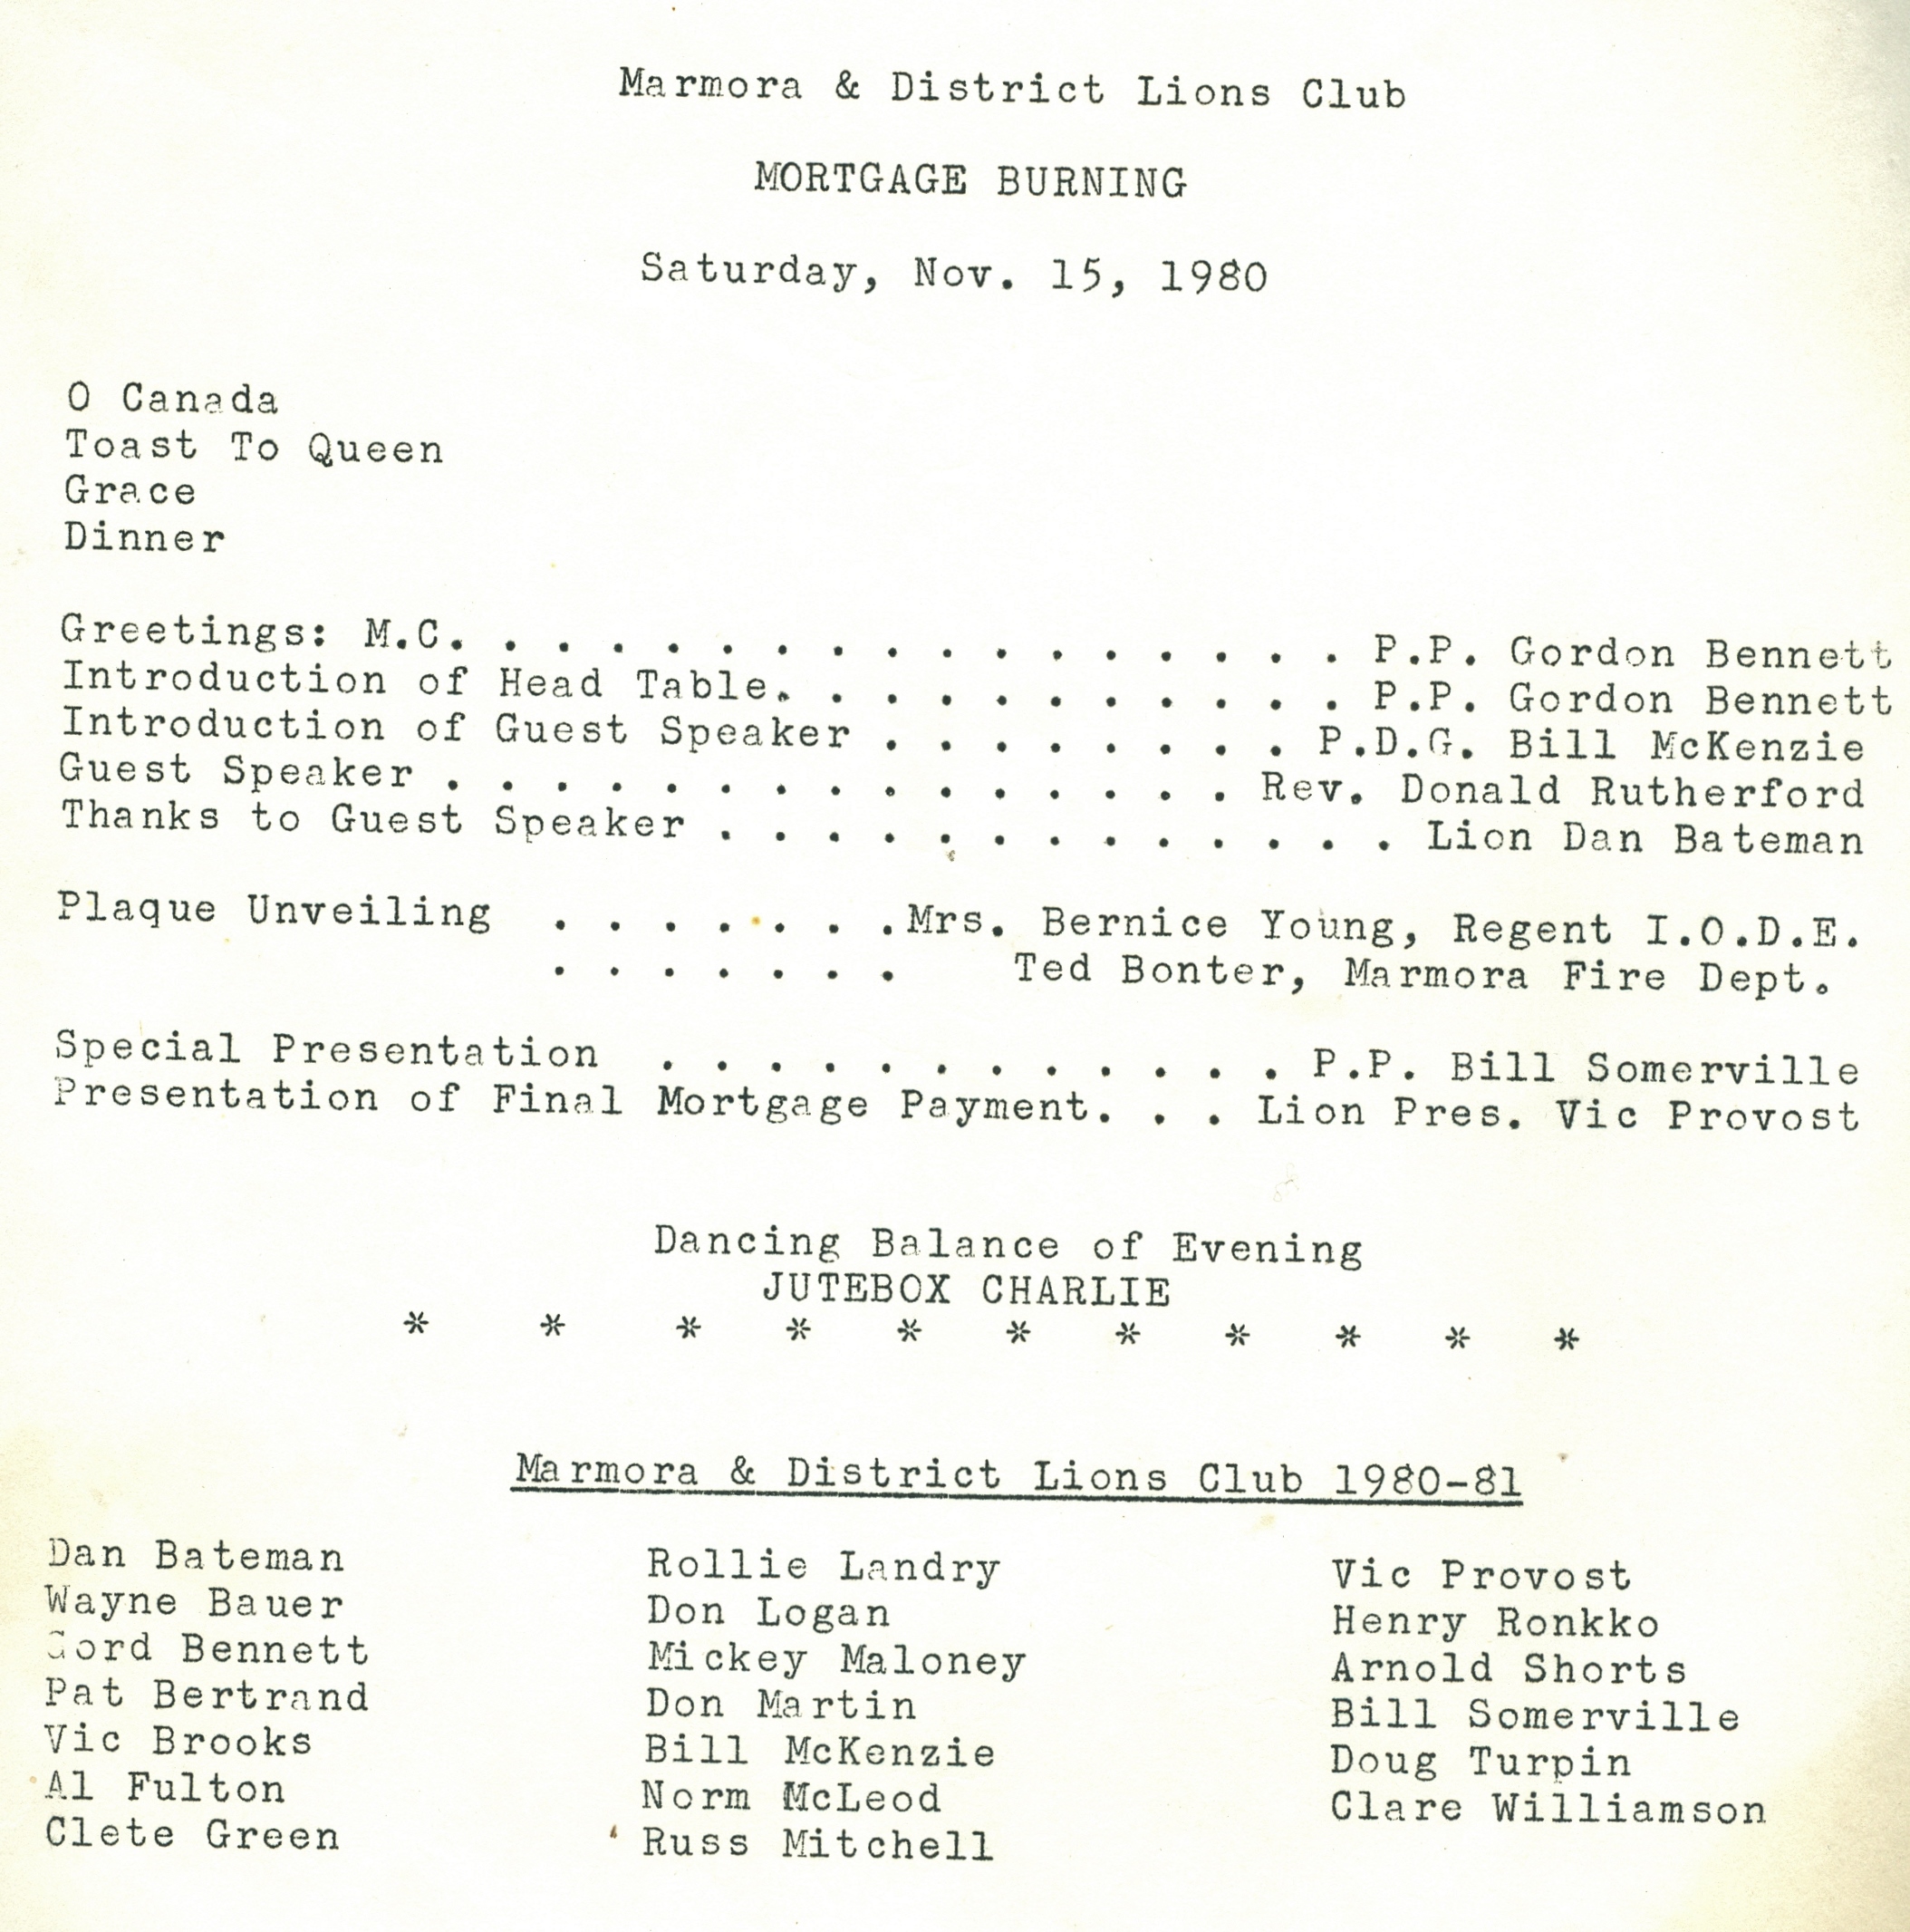 Marmora & District Lions Club
MORTGAGE BURNING
Saturday, Nov. 15, 1980
O Canada
Toast To Queen
Grace
Dinner
Greetings: M.C. . . . . . . . . . . . . . . . . P.P. Gordon Bennett
Introduction of Head Table. . . . . . . . . . . P.P. Gordon Bennett
Introduction of Guest Speaker . . . . . . . . P.D.G. Bill McKenzie
Guest Speaker . . . . . . . . . . . . . . . Rev. Donald Rutherford
Thanks to Guest Speaker . . . . . . . . . . . . . Lion Dan Bateman
Plaque Unveiling . . . . . . .Mrs. Bernice Young, Regent I.O.D.E.
. . . . . . . Ted Bonter, Marmora Fire Dept.
Special Presentation . . . . . . . . . . . . P.P. Bill Somerville
Presentation of Final Mortgage Payment. . . Lion Pres. Vic Provost
Dancing Balance of Evening
JUTEBOX CHARLIE
* * * * * * * * * * *
Marmora & District Lions Club 1980-81
Dan Bateman
Wayne Bauer
Gord Bennett
Pat Bertrand
Vic Brooks
Al Fulton
Clete Green
Rollie Landry
Don Logan
Mickey Maloney
Don Martin
Bill McKenzie
Norm McLeod
Russ Mitchell
Vic Provost
Henry Ronkko
Arnold Shorts
Bill Somerville
Doug Turpin
Clare Williamson